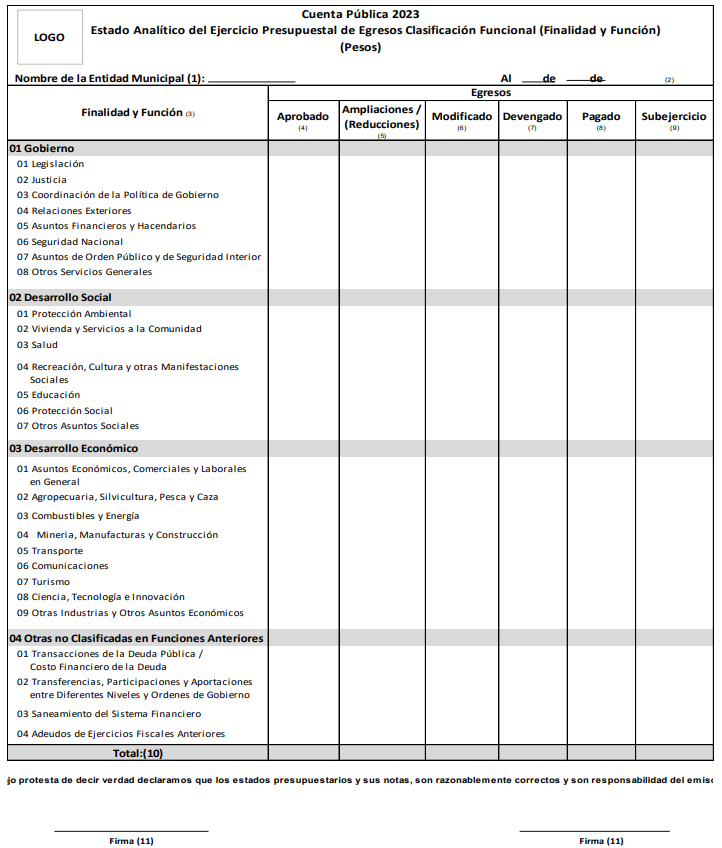 Cuenta Pública 2023
LOGO
Estado Analítico del Ejercicio Presupuestal de Egresos Clasificación Funcional (Finalidad y Función)
(Pesos)
Nombre de la Entidad Municipal (1): _______________ Al ____de ____de____ (2)
Egresos
Finalidad y Función (3)
Aprobado (4)
Ampliaciones / (Reducciones) (5)
Modificado (6)
Devengado (7)
Pagado (8)
Subejercicio (9)
01 Gobierno
01 Legislación
02 Justicia
03 Coordinación de la Política de Gobierno
04 Relaciones Exteriores
05 Asuntos Financieros y Hacendarios
06 Seguridad Nacional
07 Asuntos de Orden Público y de Seguridad Interior
08 Otros Servicios Generales
02 Desarrollo Social
01 Protección Ambiental
02 Vivienda y Servicios a la Comunidad
03 Salud
04 Recreación, Cultura y otras Manifestaciones
Sociales
05 Educación
06 Protección Social
07 Otros Asuntos Sociales
03 Desarrollo Económico
01 Asuntos Económicos, Comerciales y Laborales
en General
02 Agropecuaria, Silvicultura, Pesca y Caza
03 Combustibles y Energía
04 Mineria, Manufacturas y Construcción
05 Transporte
06 Comunicaciones
07 Turismo
08 Ciencia, Tecnología e Innovación
09 Otras Industrias y Otros Asuntos Económicos
04 Otras no Clasificadas en Funciones Anteriores
01 Transacciones de la Deuda Pública /
Costo Financiero de la Deuda
02 Transferencias, Participaciones y Aportaciones
entre Diferentes Niveles y Ordenes de Gobierno
03 Saneamiento del Sistema Financiero
04 Adeudos de Ejercicios Fiscales Anteriores
Total:(10)
jo protesta de decir verdad declaramos que los estados presupuestarios y sus notas, son razonablemente correctos y son responsabilidad del emiso
Firma (11)
Firma (11)